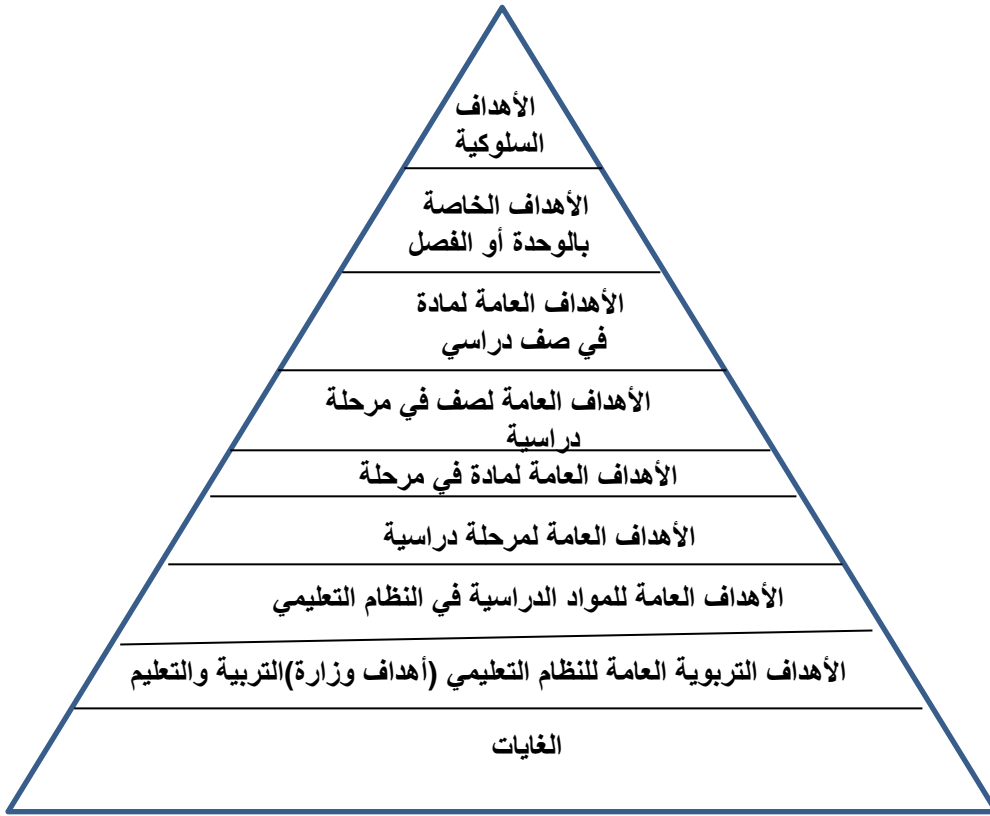 الأهداف
السلوكية
الأهداف الخاصة
بالوحدة أو الفصل
الأهداف العامة لمادة
في صف دراسي
الأهداف العامة لصف في مرحلة
دراسية
الأهداف العامة لمادة في مرحلة
الأهداف العامة لمرحلة دراسية
الأهداف العامة للمواد الدراسية في النظام التعليمي
الأهداف التربوية العامة للنظام التعليمي (أهداف وزارة)التربية والتعليم
الغايات